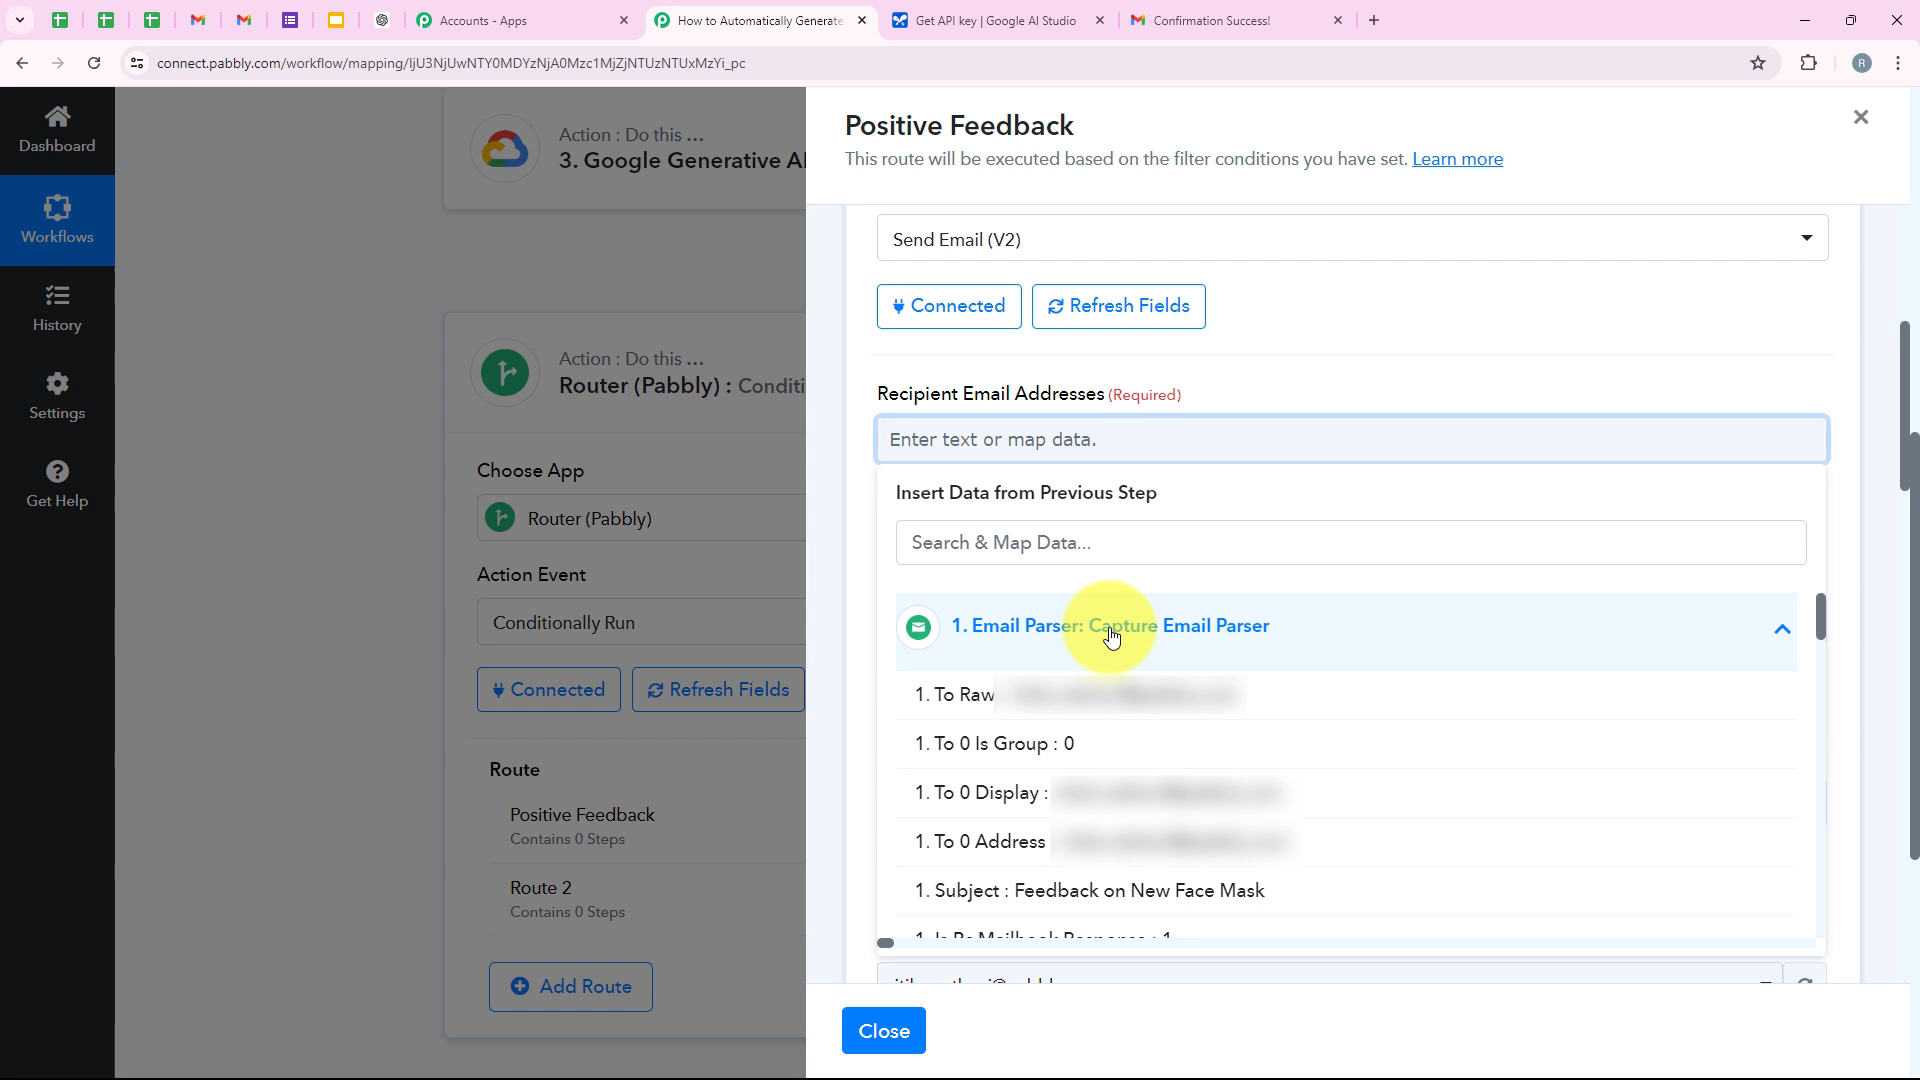 Accounts - Apps
How to Automatically Generate
Get API key | Google AI Studio
Confirmation Success!
connect.pabbly.com/workflow/mapping/IjU3NjUwNTY0MDYzNjA0Mzc1MjZjNTUzNTUxMzYi_pc
R
Dashboard
Workflows
History
Settings
Get Help
Action : Do this ...
3. Google Generative AI
Action : Do this ...
Router (Pabbly) : Conditi
Choose App
Router (Pabbly)
Action Event
Conditionally Run
Connected
Refresh Fields
Route
Positive Feedback
Contains 0 Steps
Route 2
Contains 0 Steps
Add Route
Positive Feedback
This route will be executed based on the filter conditions you have set. Learn more
Send Email (V2)
Connected
Refresh Fields
Recipient Email Addresses (Required)
Enter text or map data.
Insert Data from Previous Step
Search & Map Data...
1. Email Parser: Capture Email Parser
1. To Raw
1. To 0 Is Group : 0
1. To 0 Display :
1. To 0 Address
1. Subject : Feedback on New Face Mask
Close